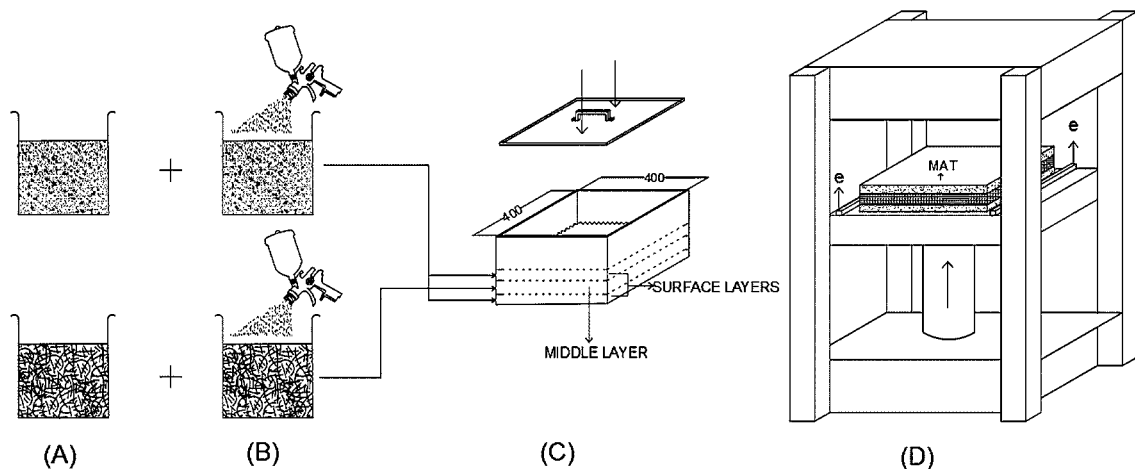 400
400
SURFACE LAYERS
MIDDLE LAYER
e
e
MAT
(A)
(B)
(C)
(D)